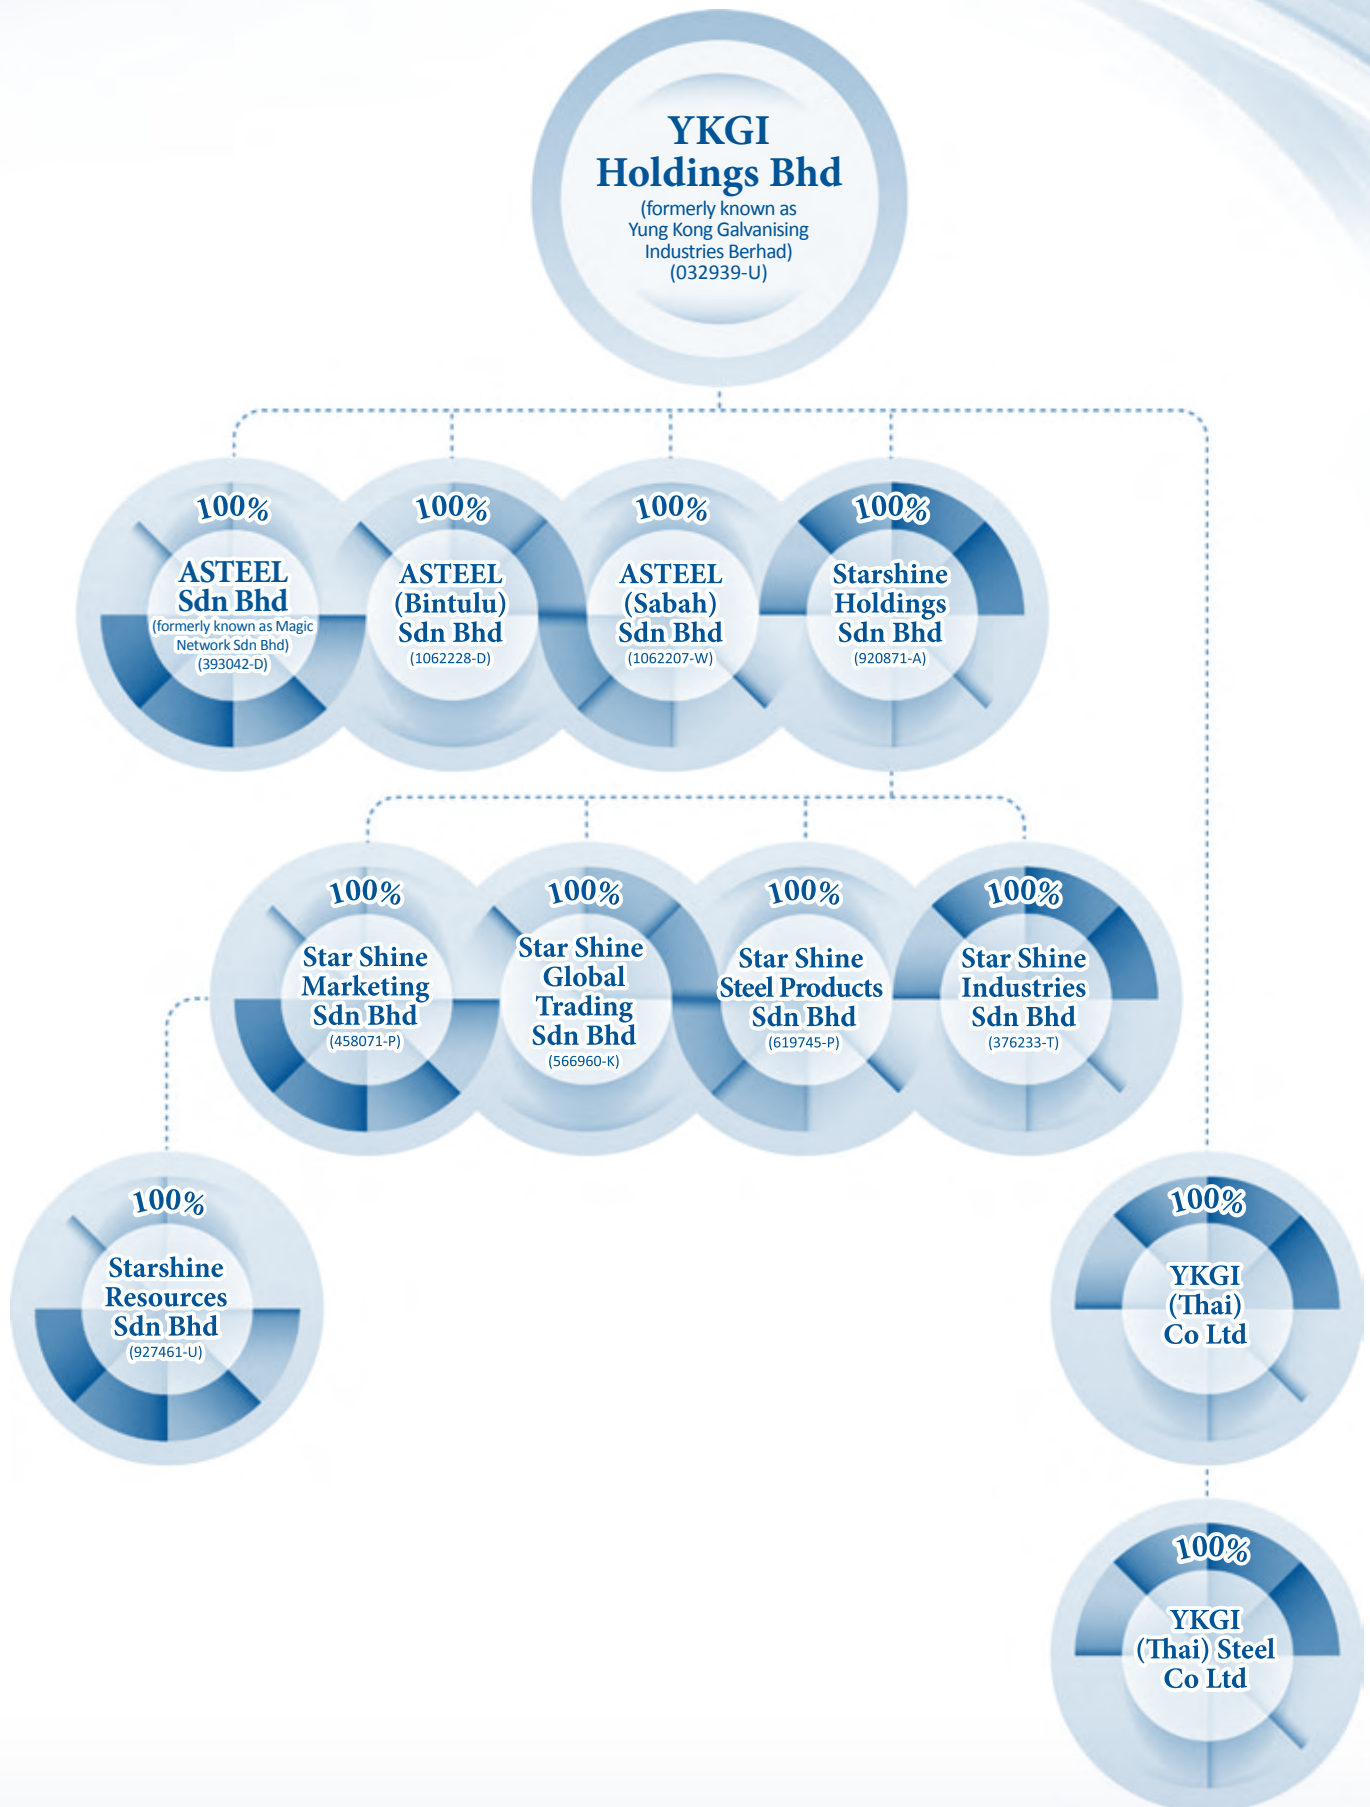 YKGI
Holdings Bhd
(formerly known as
Yung Kong Galvanising
Industries Berhad)
(032939-U)
100%
ASTEEL
Sdn Bhd
(formerly known as Magic
Network Sdn Bhd)
(393042-D)
100%
ASTEEL
(Bintulu)
Sdn Bhd
(1062228-D)
100%
ASTEEL
(Sabah)
Sdn Bhd
(1062207-W)
100%
Starshine
Holdings
Sdn Bhd
(920871-A)
100%
Star Shine
Marketing
Sdn Bhd
(458071-P)
100%
Star Shine
Global
Trading
Sdn Bhd
(566960-K)
100%
Star Shine
Steel Products
Sdn Bhd
(619745-P)
100%
Star Shine
Industries
Sdn Bhd
(376233-T)
100%
Starshine
Resources
Sdn Bhd
(927461-U)
100%
YKGI
(Thai)
Co Ltd
100%
YKGI
(Thai) Steel
Co Ltd